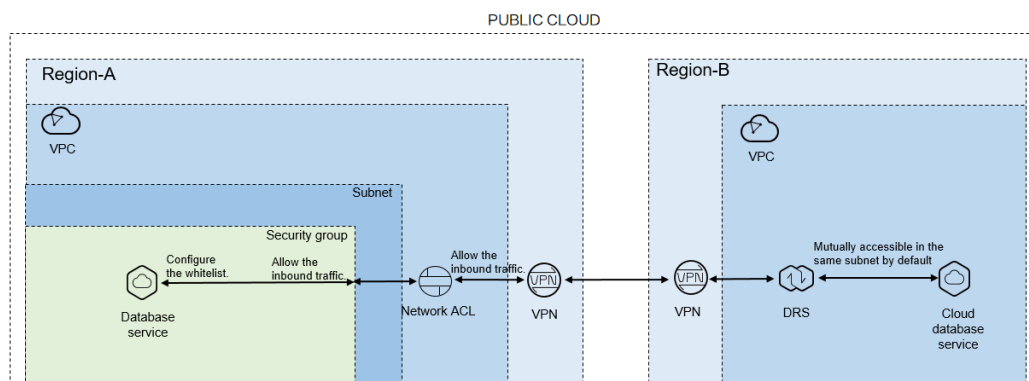 PUBLIC CLOUD
Region-A
Region-B
VPC
VPC
Subnet
Security group
Configure
the whitelist.
Allow the
inbound traffic.
Allow the
inbound traffic.
Mutually accessible in the
same subnet by default
VPN
VPN
Database
service
Network ACL
VPN
VPN
DRS
Cloud
database
service